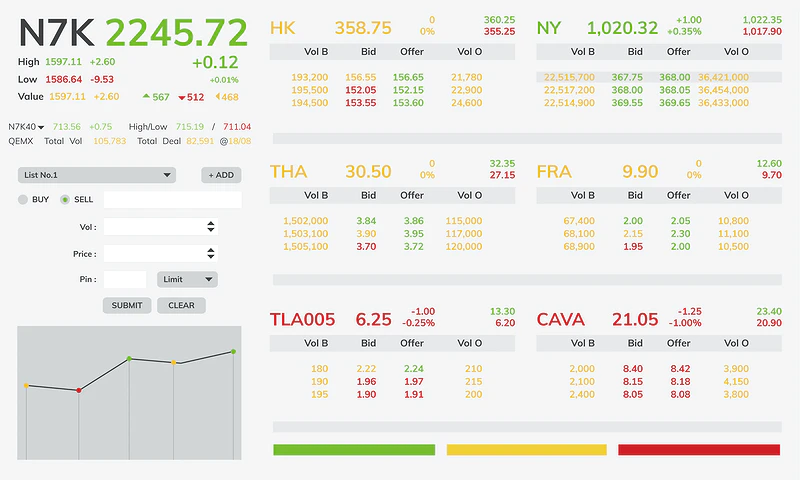 N7K 2245.72
High 1597.11 +2.60 +0.12
Low 1586.64 -9.53 +0.01%
Value 1597.11 +2.60 567 512 468
N7K40 713.56 +0.75 High/Low 715.19 / 711.04
QEMX Total Vol 105.783 Total Deal 82,591 @18/08
List No.1 + ADD
BUY SELL
Vol :
Price :
Pin : Limit
SUBMIT CLEAR
HK 358.75 0 360.25
0% 355.25
Vol B Bid Offer Vol O
193,200 156.55 156.65 21,780
195,500 152.05 152.15 22,900
194,500 153.55 153.60 24,600
NY 1,020.32 +1.00 1,022.35
+0.35% 1,017.90
Vol B Bid Offer Vol O
22,515,700 367.75 368.00 36,421,000
22,517,200 368.00 368.05 36,454,000
22,514,900 369.55 369.65 36,433,000
THA 30.50 0 32.35
0% 27.15
Vol B Bid Offer Vol O
1,502,000 3.84 3.86 115,000
1,503,100 3.90 3.95 117,000
1,505,100 3.70 3.72 120,000
FRA 9.90 0 12.60
0% 9.70
Vol B Bid Offer Vol O
67,400 2.00 2.05 10,800
68,100 2.15 2.30 11,100
68,900 1.95 2.00 10,500
TLA005 6.25 -1.00 13.30
-0.25% 6.20
Vol B Bid Offer Vol O
180 2.22 2.24 210
190 1.96 1.97 215
195 1.90 1.91 200
CAVA 21.05 -1.25 23.40
-1.00% 20.90
Vol B Bid Offer Vol O
2,000 8.40 8.42 3,900
2,100 8.15 8.18 4,150
2,400 8.05 8.08 3,800